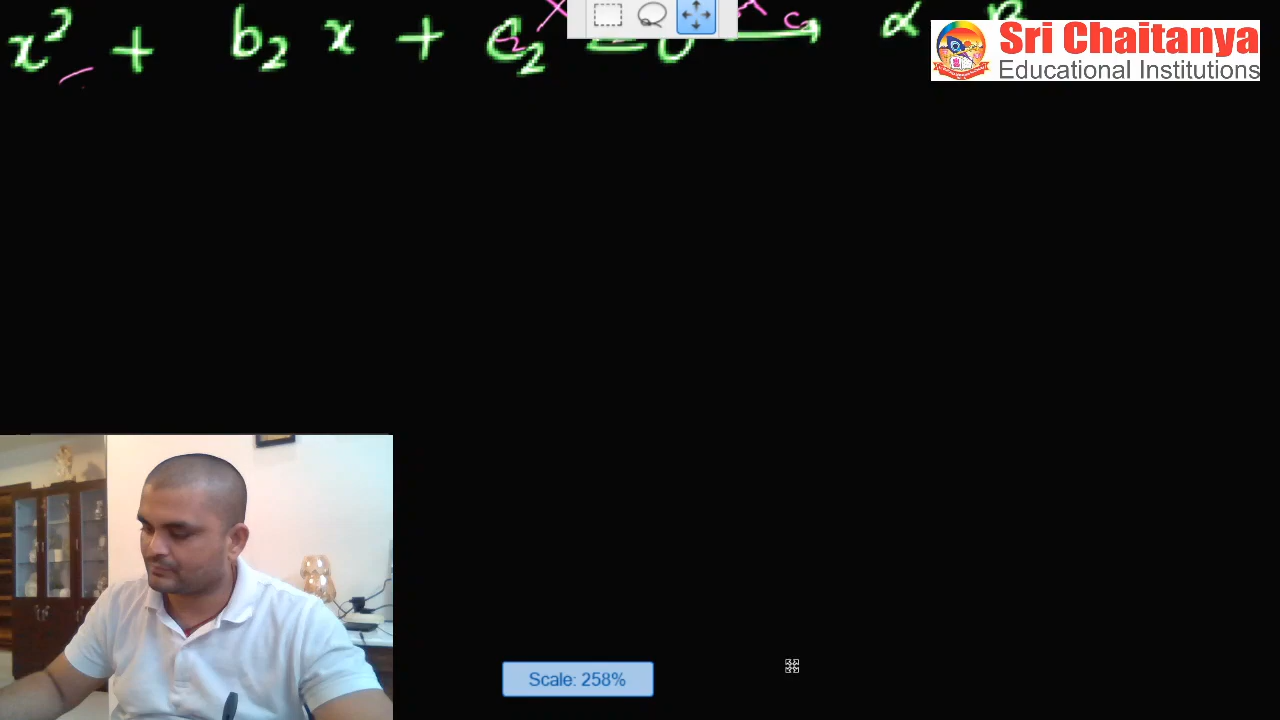 x² + b₂ x + c₂ = 0 → α β
Sri Chaitanya
Educational Institutions
Scale: 258%